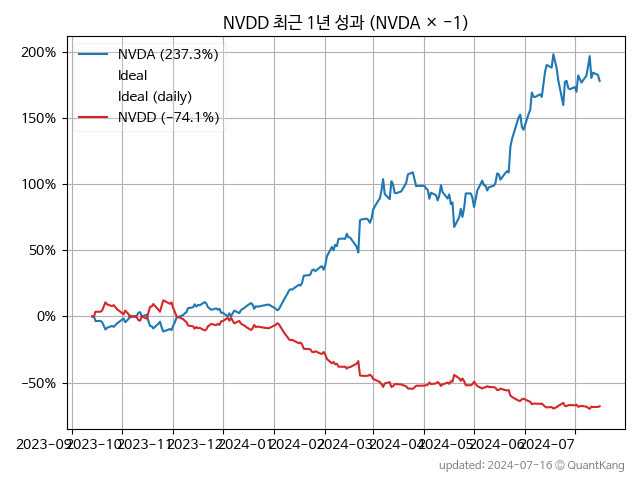 NVDD 최근 1년 성과 (NVDA × −1)
NVDA (237.3%)
Ideal
Ideal (daily)
NVDD (−74.1%)
200%
150%
100%
50%
0%
−50%
2023-09 2023-10 2023-11 2023-12 2024-01 2024-02 2024-03 2024-04 2024-05 2024-06 2024-07
updated: 2024-07-16 © QuantKang